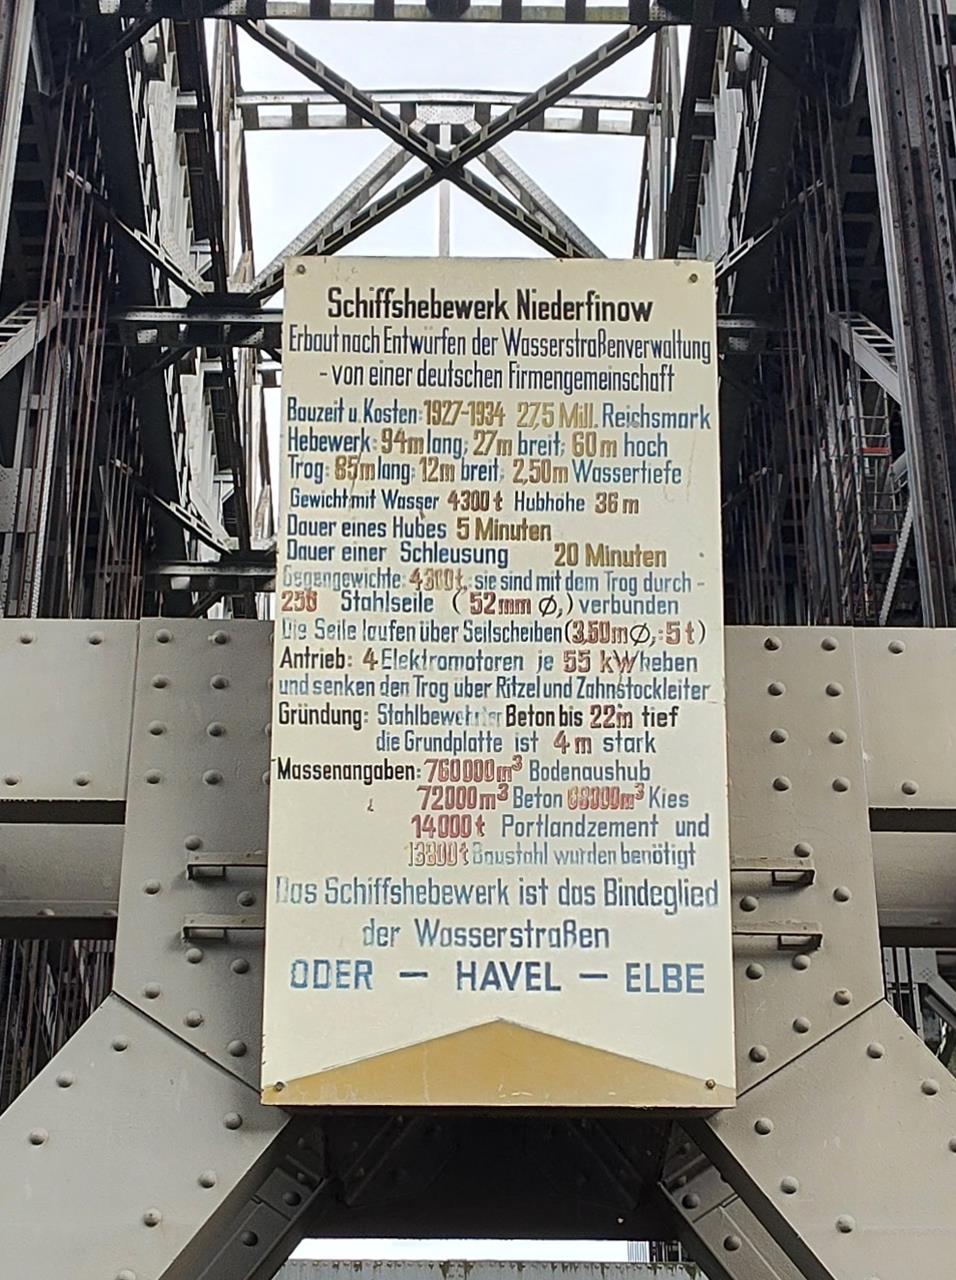 Schiffshebewerk Niederfinow
Erbaut nach Entwürfen der Wasserstraßenverwaltung
-von einer deutschen Firmengemeinschaft
Bauzeit u. Kosten: 1927-1934 27,5 Mill. Reichsmark
Hebewerk: 94m lang, 27m breit, 60m hoch
Trog: 85m lang, 12m breit, 2,50m Wassertiefe
Gewicht mit Wasser 4300t Hubhöhe 36m
Dauer eines Hubes 5 Minuten
Dauer einer Schleusung 20 Minuten
Gegengewichte: 4300t, sie sind mit dem Trog durch-
256 Stahlseile (52mm Ø,) verbunden
Die Seile laufen über Seilscheiben (3,50m Ø, : 5t)
Antrieb: 4 Elektromotoren je 55 kW heben
und senken den Trog über Ritzel und Zahnstockleiter
Gründung: Stahlbewehrter Beton bis 22m tief
die Grundplatte ist 4m stark
Massenangaben: 760000m³ Bodenaushub
72000m³ Beton 68000m³ Kies
14000t Portlandzement und
13800t Baustahl wurden benötigt
Das Schiffshebewerk ist das Bindeglied
der Wasserstraßen
ODER – HAVEL – ELBE